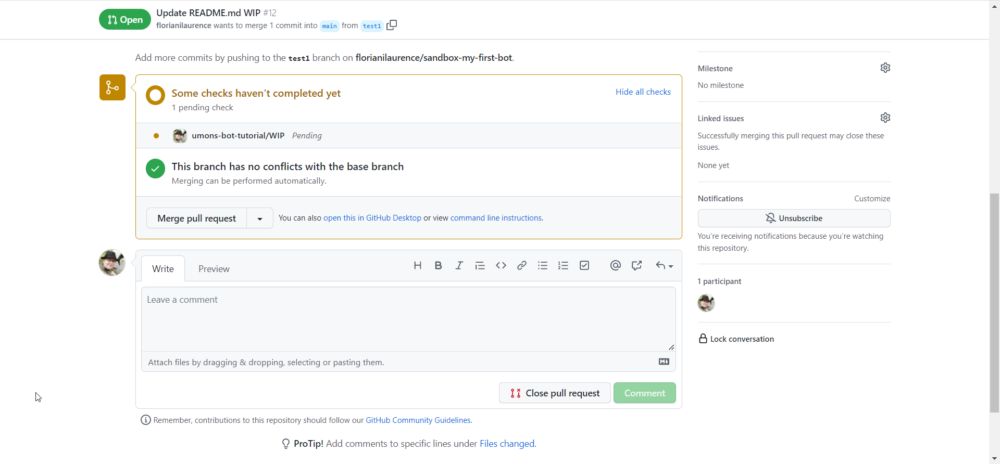 Open
Update README.md WIP #12
florianilaurence wants to merge 1 commit into main from test1
Add more commits by pushing to the test1 branch on florianilaurence/sandbox-my-first-bot.
Some checks haven't completed yet
1 pending check
Hide all checks
umons-bot-tutorial/WIP Pending
This branch has no conflicts with the base branch
Merging can be performed automatically.
Merge pull request
You can also open this in GitHub Desktop or view command line instructions.
Write
Preview
Leave a comment
Attach files by dragging & dropping, selecting or pasting them.
Close pull request
Comment
Remember, contributions to this repository should follow our GitHub Community Guidelines.
ProTip! Add comments to specific lines under Files changed.
Milestone
No milestone
Linked issues
Successfully merging this pull request may close these
issues.
None yet
Notifications
Customize
Unsubscribe
You're receiving notifications because you're watching
this repository.
1 participant
Lock conversation